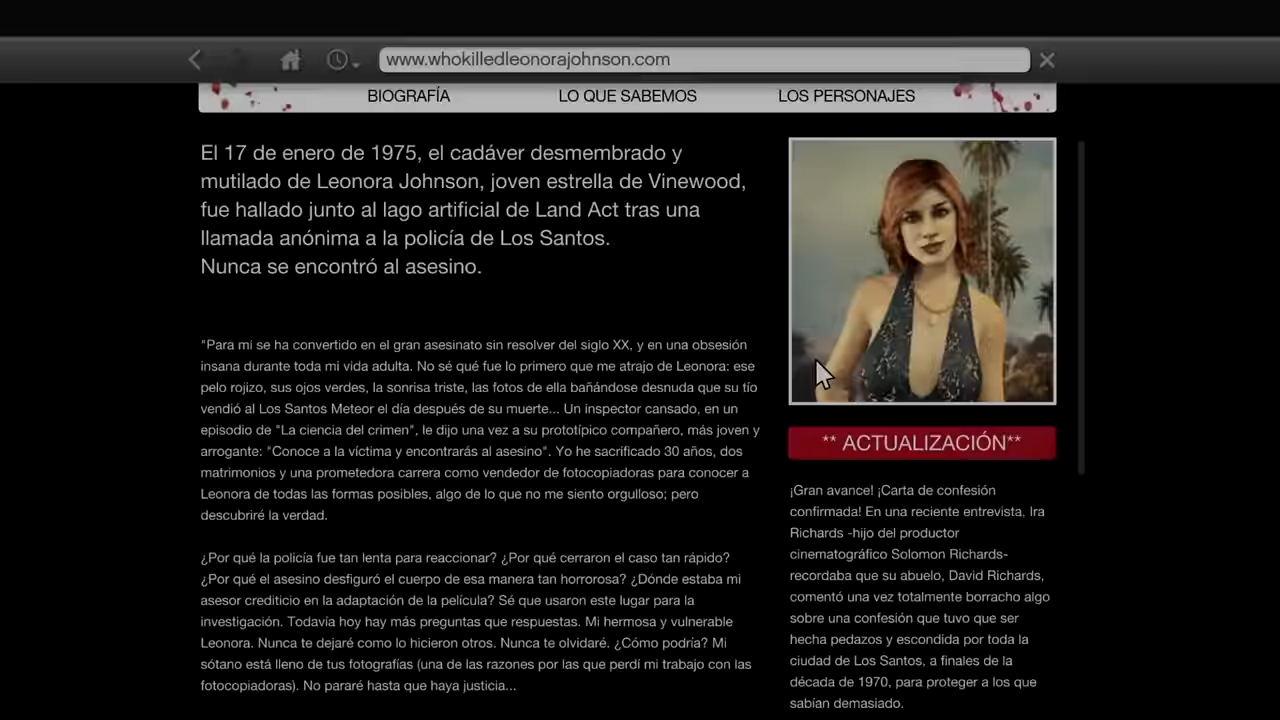 www.whokilledleonorajohnson.com
BIOGRAFÍA
LO QUE SABEMOS
LOS PERSONAJES
El 17 de enero de 1975, el cadáver desmembrado y
mutilado de Leonora Johnson, joven estrella de Vinewood,
fue hallado junto al lago artificial de Land Act tras una
llamada anónima a la policía de Los Santos.
Nunca se encontró al asesino.
"Para mi se ha convertido en el gran asesinato sin resolver del siglo XX, y en una obsesión
insana durante toda mi vida adulta. No sé qué fue lo primero que me atrajo de Leonora: ese
pelo rojizo, sus ojos verdes, la sonrisa triste, las fotos de ella bañándose desnuda que su tío
vendió al Los Santos Meteor el día después de su muerte... Un inspector cansado, en un
episodio de "La ciencia del crimen", le dijo una vez a su prototípico compañero, más joven y
arrogante: "Conoce a la víctima y encontrarás al asesino". Yo he sacrificado 30 años, dos
matrimonios y una prometedora carrera como vendedor de fotocopiadoras para conocer a
Leonora de todas las formas posibles, algo de lo que no me siento orgulloso; pero
descubriré la verdad.
¿Por qué la policía fue tan lenta para reaccionar? ¿Por qué cerraron el caso tan rápido?
¿Por qué el asesino desfiguró el cuerpo de esa manera tan horrorosa? ¿Dónde estaba mi
asesor crediticio en la adaptación de la película? Sé que usaron este lugar para la
investigación. Todavía hoy hay más preguntas que respuestas. Mi hermosa y vulnerable
Leonora. Nunca te dejaré como lo hicieron otros. Nunca te olvidaré. ¿Cómo podría? Mi
sótano está lleno de tus fotografías (una de las razones por las que perdí mi trabajo con las
fotocopiadoras). No pararé hasta que haya justicia...
** ACTUALIZACIÓN**
¡Gran avance! ¡Carta de confesión
confirmada! En una reciente entrevista, Ira
Richards -hijo del productor
cinematográfico Solomon Richards-
recordaba que su abuelo, David Richards,
comentó una vez totalmente borracho algo
sobre una confesión que tuvo que ser
hecha pedazos y escondida por toda la
ciudad de Los Santos, a finales de la
década de 1970, para proteger a los que
sabían demasiado.